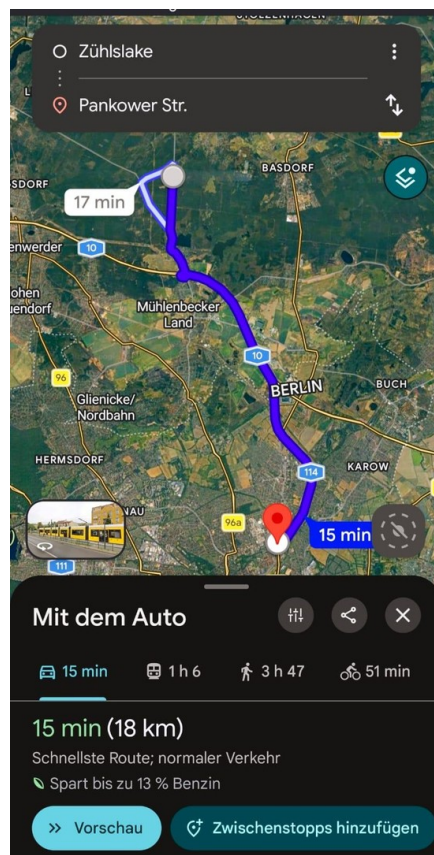 Zühlslake
Pankower Str.
BASDORF
17 min
SDORF
enwerder
10
ohen
uendorf
Mühlenbecker
Land
10
BERLIN
96
BUCH
Glienicke/
Nordbahn
HERMSDORF
114
KAROW
NAU
96a
15 min
111
Mit dem Auto
15 min
1 h 6
3 h 47
51 min
15 min (18 km)
Schnellste Route; normaler Verkehr
Spart bis zu 13 % Benzin
Vorschau
Zwischenstopps hinzufügen